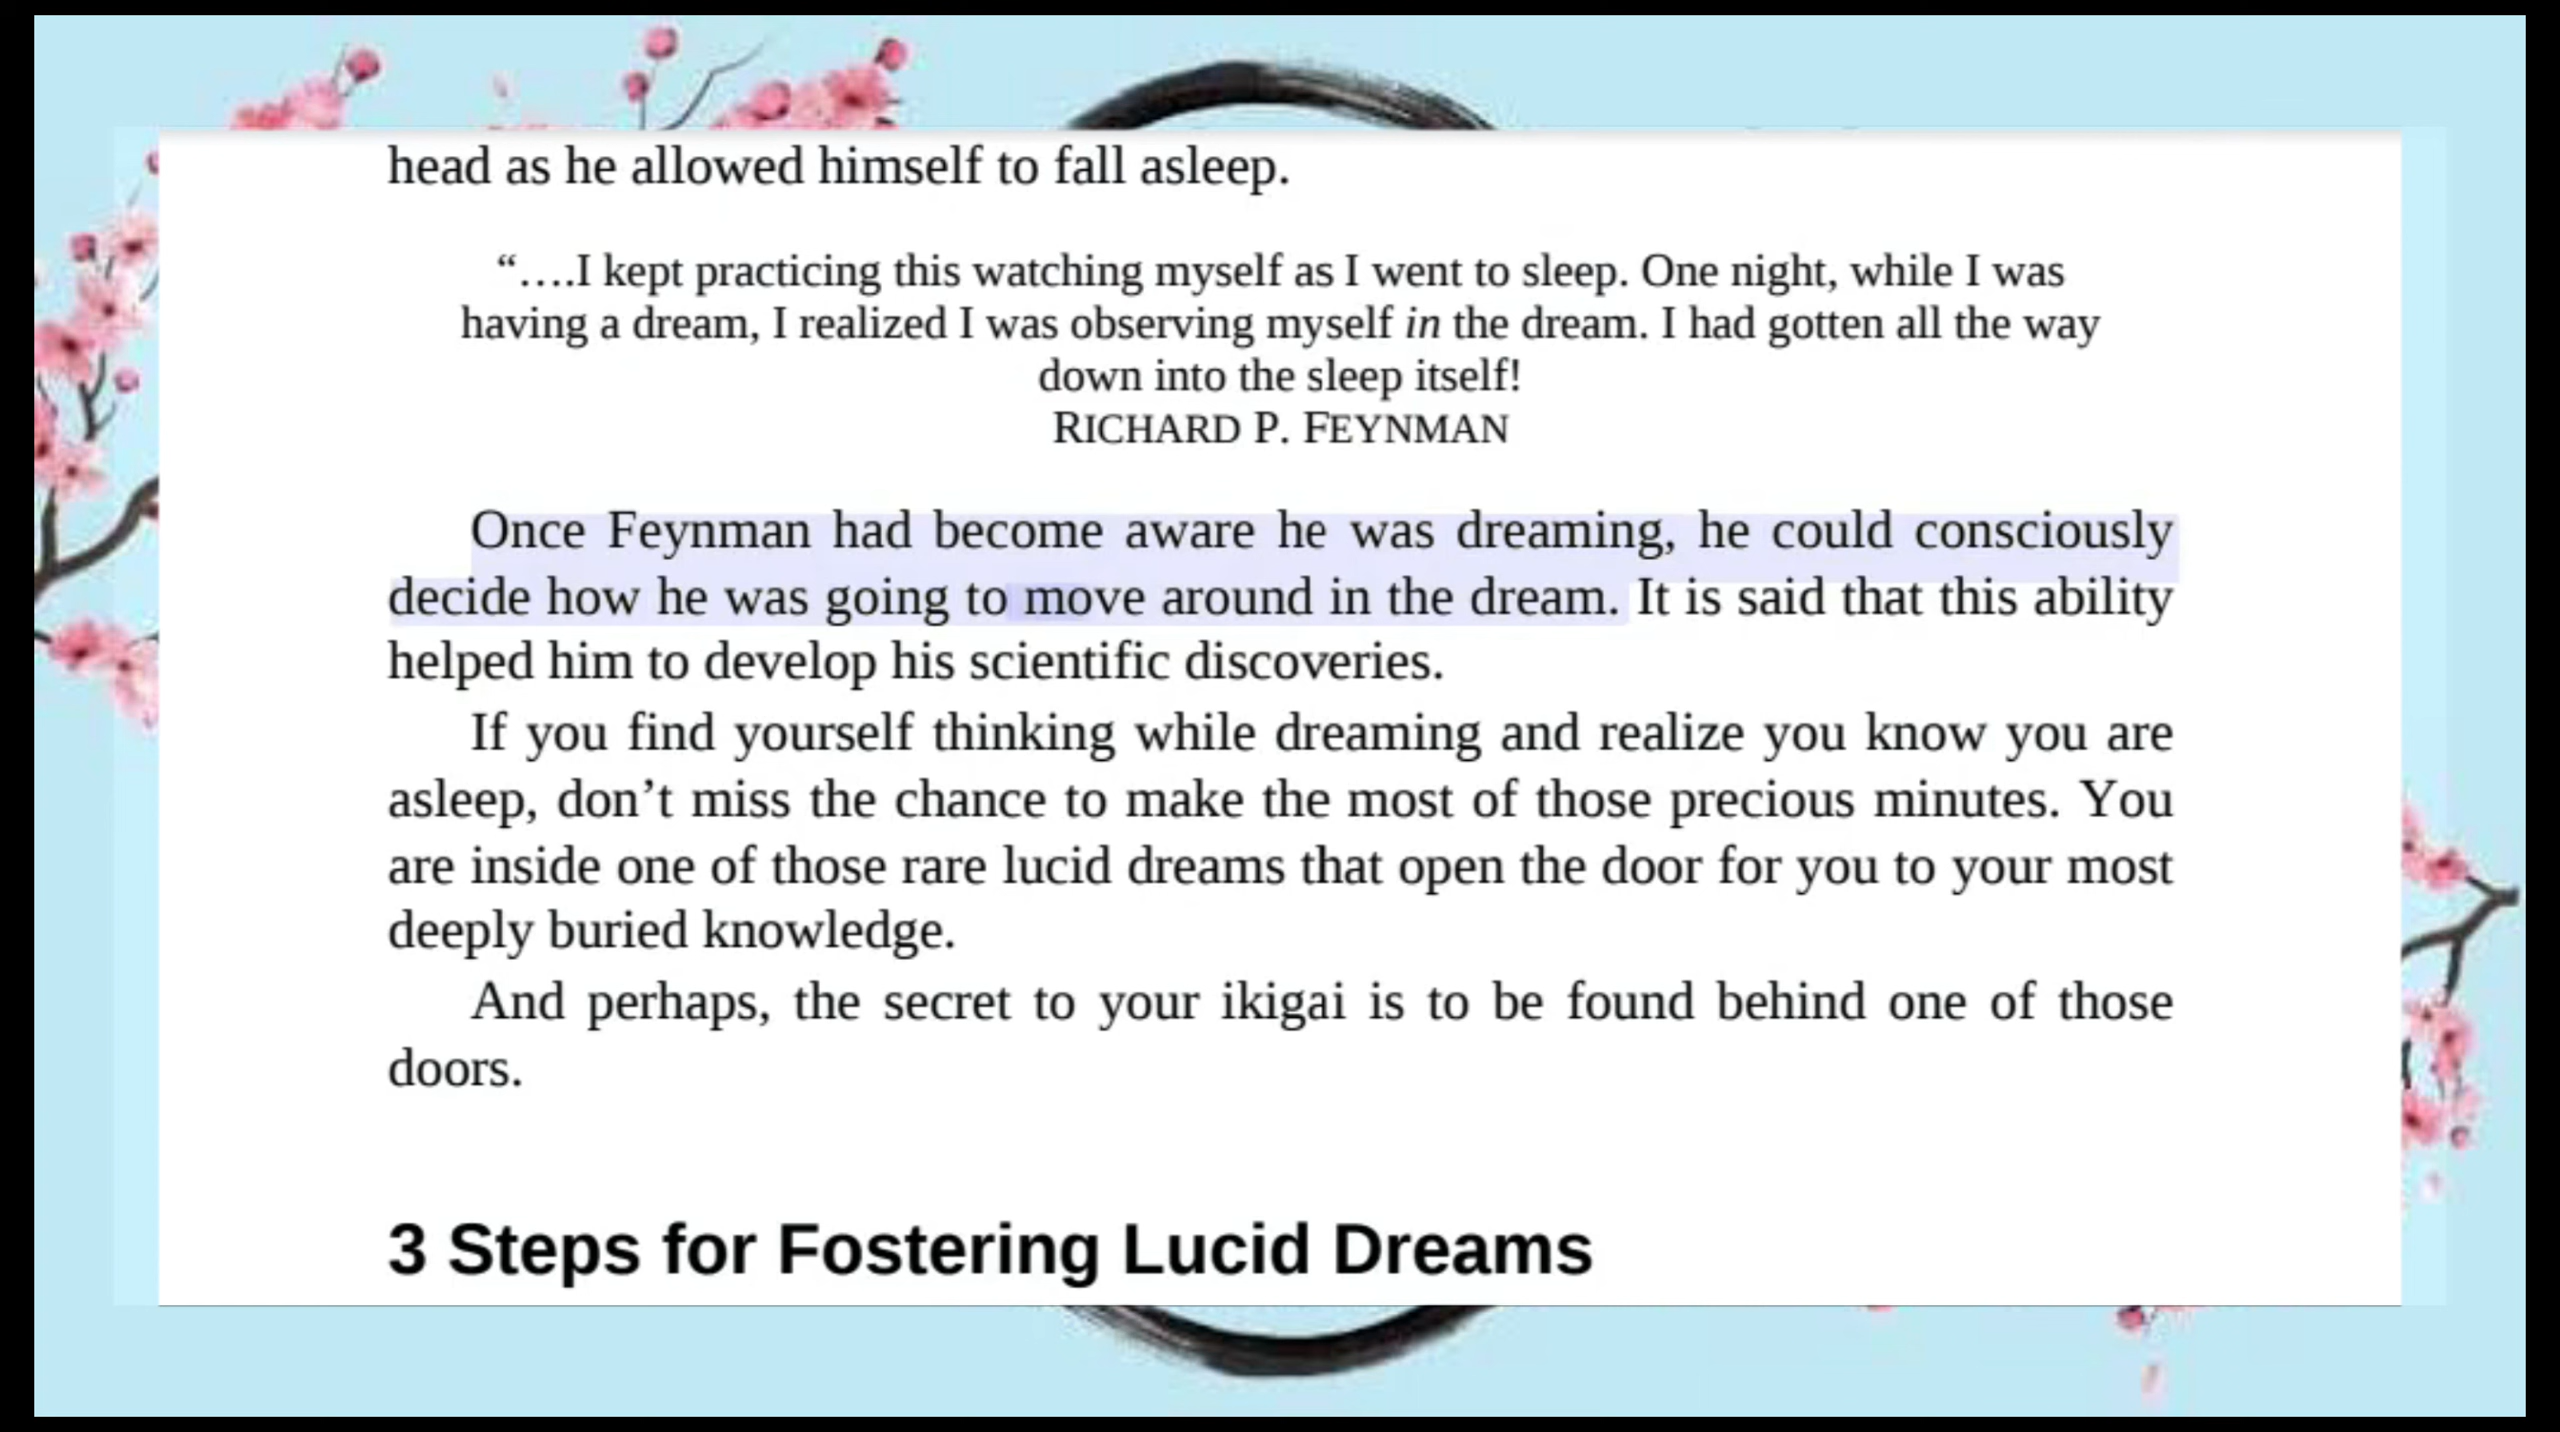 head as he allowed himself to fall asleep.
“….I kept practicing this watching myself as I went to sleep. One night, while I was
having a dream, I realized I was observing myself in the dream. I had gotten all the way
down into the sleep itself!
RICHARD P. FEYNMAN
Once Feynman had become aware he was dreaming, he could consciously
decide how he was going to move around in the dream. It is said that this ability
helped him to develop his scientific discoveries.
If you find yourself thinking while dreaming and realize you know you are
asleep, don’t miss the chance to make the most of those precious minutes. You
are inside one of those rare lucid dreams that open the door for you to your most
deeply buried knowledge.
And perhaps, the secret to your ikigai is to be found behind one of those
doors.
3 Steps for Fostering Lucid Dreams